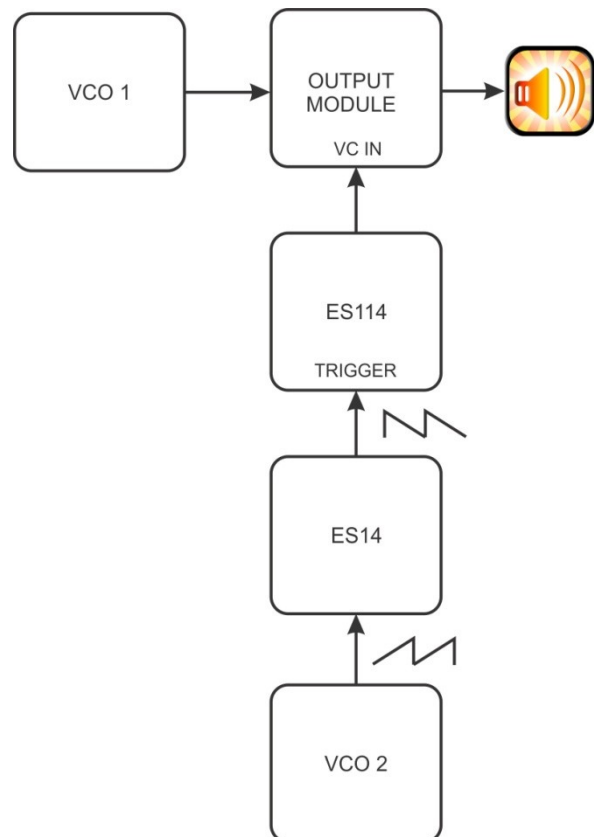 VCO 1
OUTPUT
MODULE
VC IN
ES114
TRIGGER
ES14
VCO 2